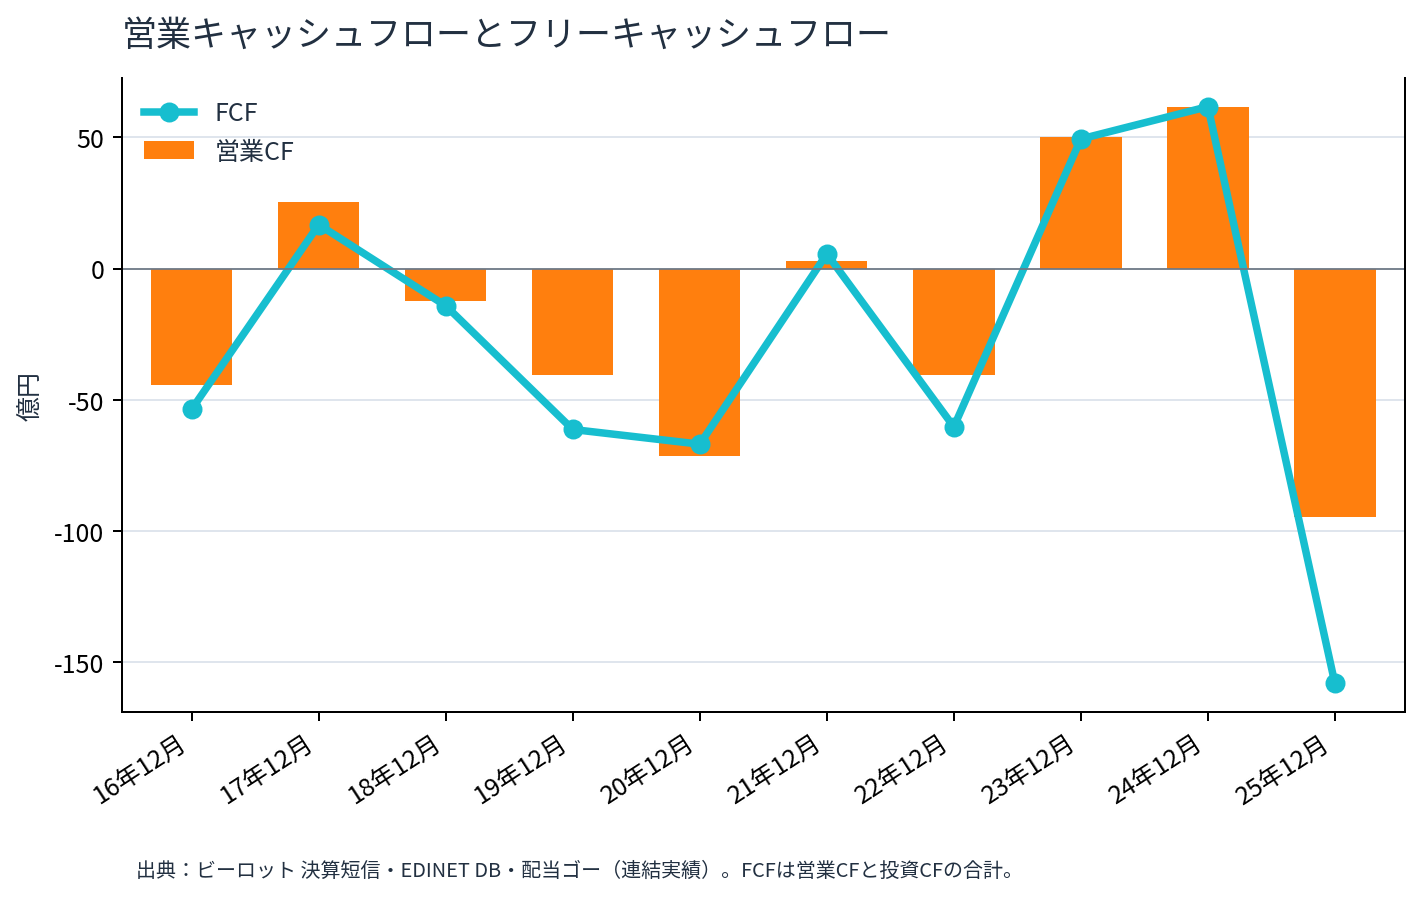 営業キャッシュフローとフリーキャッシュフロー
FCF
営業CF
億円
50
0
-50
-100
-150
16年12月
17年12月
18年12月
19年12月
20年12月
21年12月
22年12月
23年12月
24年12月
25年12月
出典：ビーロット 決算短信・EDINET DB・配当ゴー（連結実績）。FCFは営業CFと投資CFの合計。